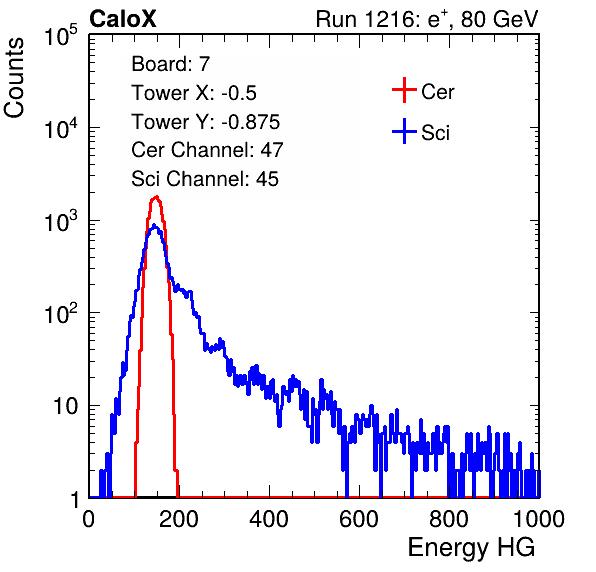 CaloX Run 1216: e⁺, 80 GeV
Counts
Board: 7
Tower X: -0.5
Tower Y: -0.875
Cer Channel: 47
Sci Channel: 45
Cer
Sci
10⁵
10⁴
10³
10²
10
1
0 200 400 600 800 1000
Energy HG